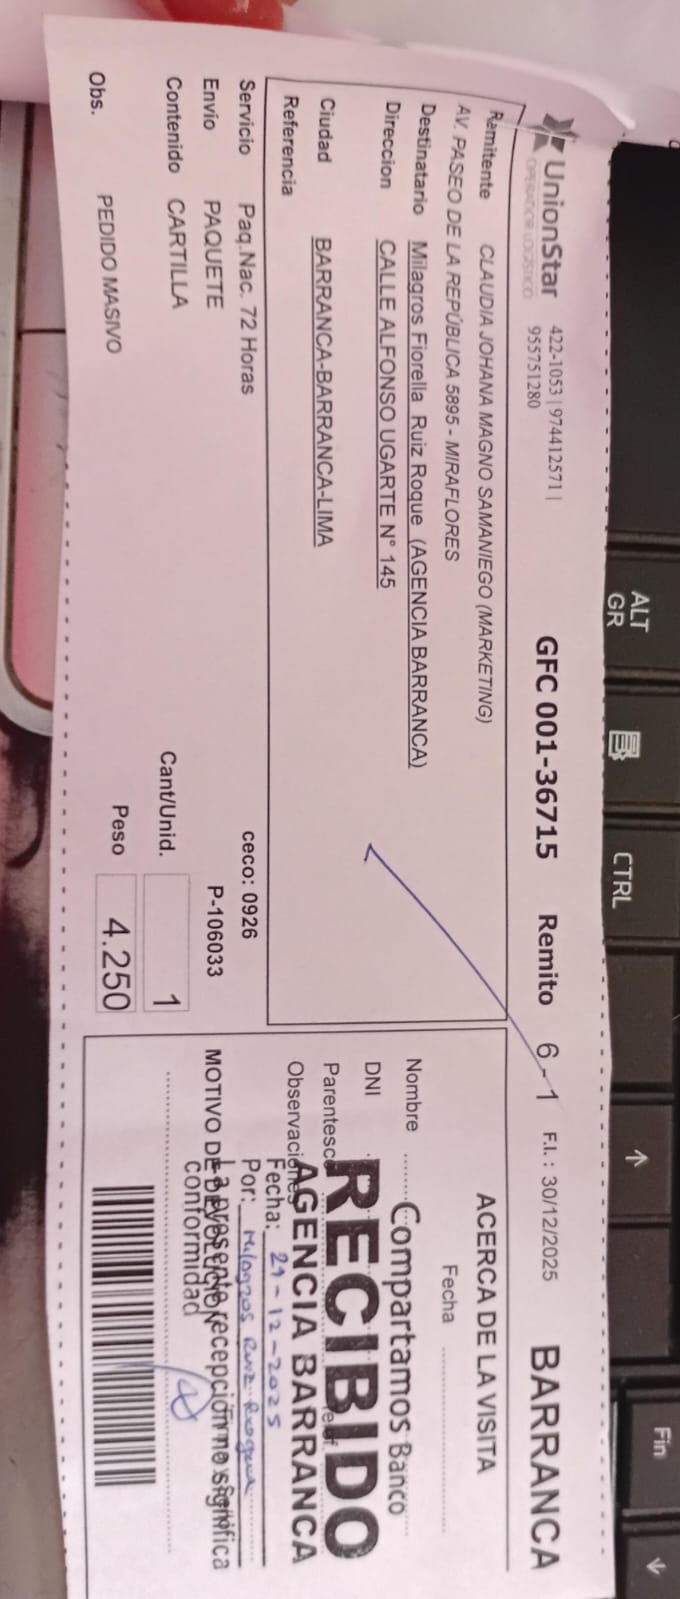 UnionStar
OPERADOR LOGÍSTICO
422-1053 | 974412571 |
955751280
GFC 001-36715 Remito 6 - 1 F.I. : 30/12/2025 BARRANCA
Remitente CLAUDIA JOHANA MAGNO SAMANIEGO (MARKETING)
AV. PASEO DE LA REPÚBLICA 5895 - MIRAFLORES
Destinatario Milagros Fiorella Ruiz Roque (AGENCIA BARRANCA)
Direccion CALLE ALFONSO UGARTE N° 145
Ciudad BARRANCA-BARRANCA-LIMA
Referencia
Servicio Paq.Nac. 72 Horas ceco: 0926
Envio PAQUETE P-106033
Contenido CARTILLA Cant/Unid. 1
Obs. PEDIDO MASIVO Peso 4.250
ACERCA DE LA VISITA
Fecha
Nombre
DNI
Parentesco
Telef
Observaciones
MOTIVO DE DEVOLUCION
Compartamos Banco
RECIBIDO
AGENCIA BARRANCA
Fecha: 29-12-2025
Por: Milagros Ruiz Roque
La presente recepción no significa
conformidad
ALT
GR
CTRL
↑
Fin
↓